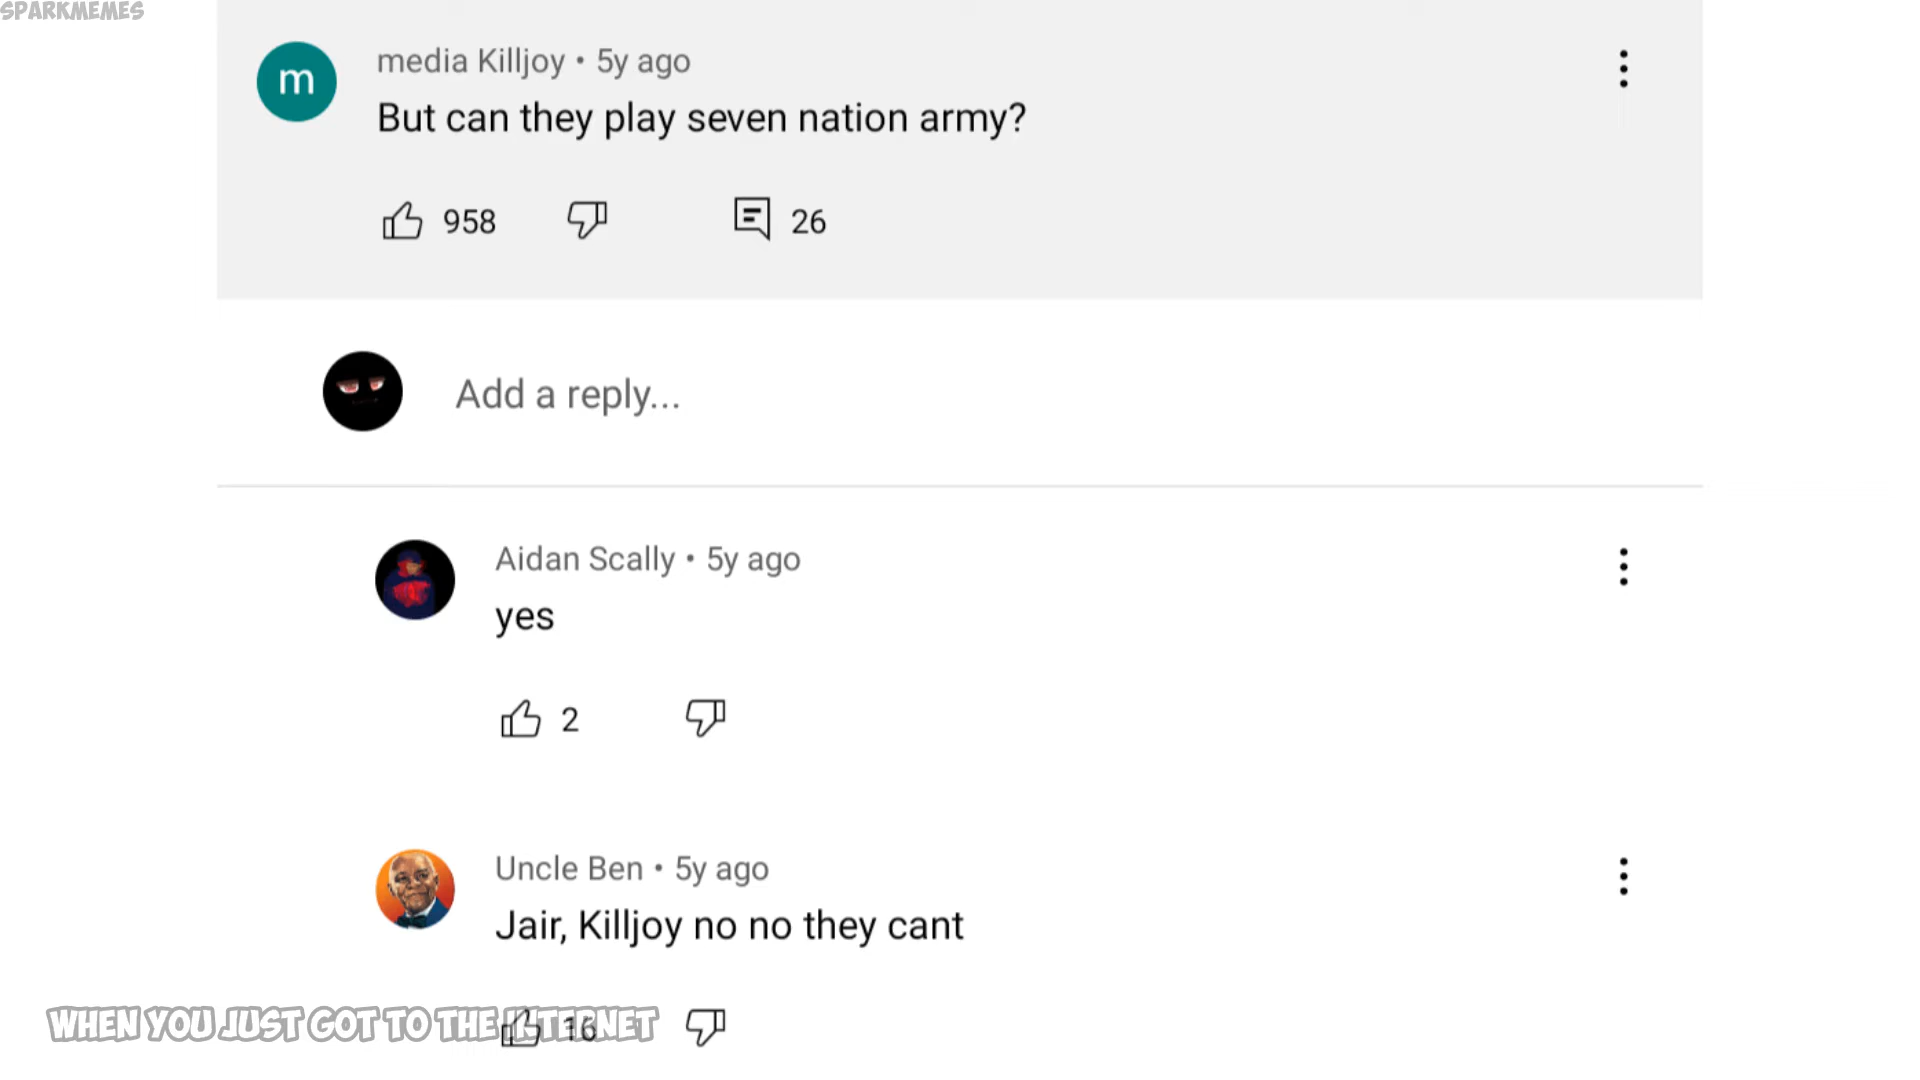 SPARKMEMES
m
media Killjoy • 5y ago
But can they play seven nation army?
958
26
Add a reply...
Aidan Scally • 5y ago
yes
2
Uncle Ben • 5y ago
Jair, Killjoy no no they cant
16
WHEN YOU JUST GOT TO THE INTERNET